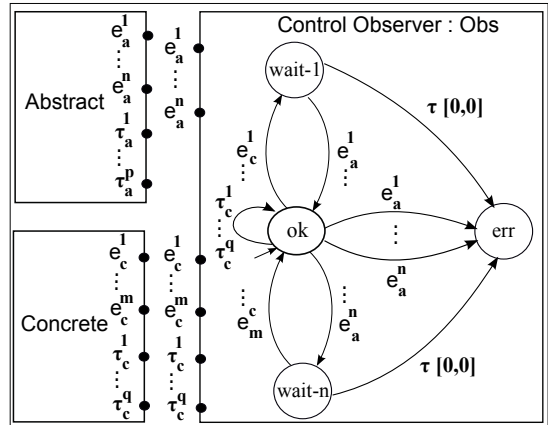 Control Observer : Obs
Abstract
e_a^1
⋮
e_a^n
τ_a^1
⋮
τ_a^p
e_a^1
⋮
e_a^n
Concrete
e_c^1
⋮
e_c^m
τ_c^1
⋮
τ_c^q
e_c^1
⋮
e_c^m
τ_c^1
⋮
τ_c^q
wait-1
τ [0,0]
e_c^1
⋮
e_a^1
⋮
τ_c^1
⋮
τ_c^q
ok
e_a^1
⋮
e_a^n
err
⋮
e_m^c
⋮
e_a^n
wait-n
τ [0,0]